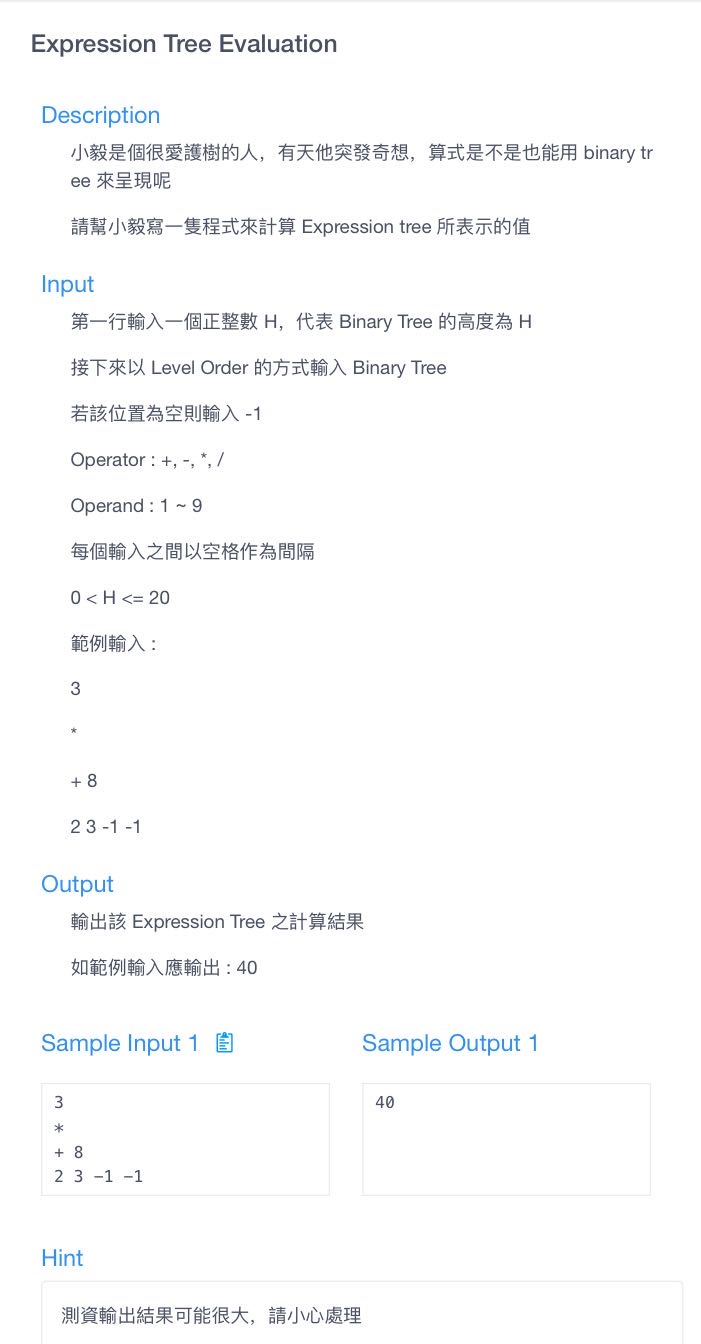 Expression Tree Evaluation
Description
小毅是個很愛護樹的人，有天他突發奇想，算式是不是也能用 binary tr
ee 來呈現呢
請幫小毅寫一隻程式來計算 Expression tree 所表示的值
Input
第一行輸入一個正整數 H，代表 Binary Tree 的高度為 H
接下來以 Level Order 的方式輸入 Binary Tree
若該位置為空則輸入 -1
Operator : +, -, *, /
Operand : 1 ~ 9
每個輸入之間以空格作為間隔
0 < H <= 20
範例輸入 :
3
*
+ 8
2 3 -1 -1
Output
輸出該 Expression Tree 之計算結果
如範例輸入應輸出 : 40
Sample Input 1
3
*
+ 8
2 3 −1 −1
Sample Output 1
40
Hint
測資輸出結果可能很大，請小心處理